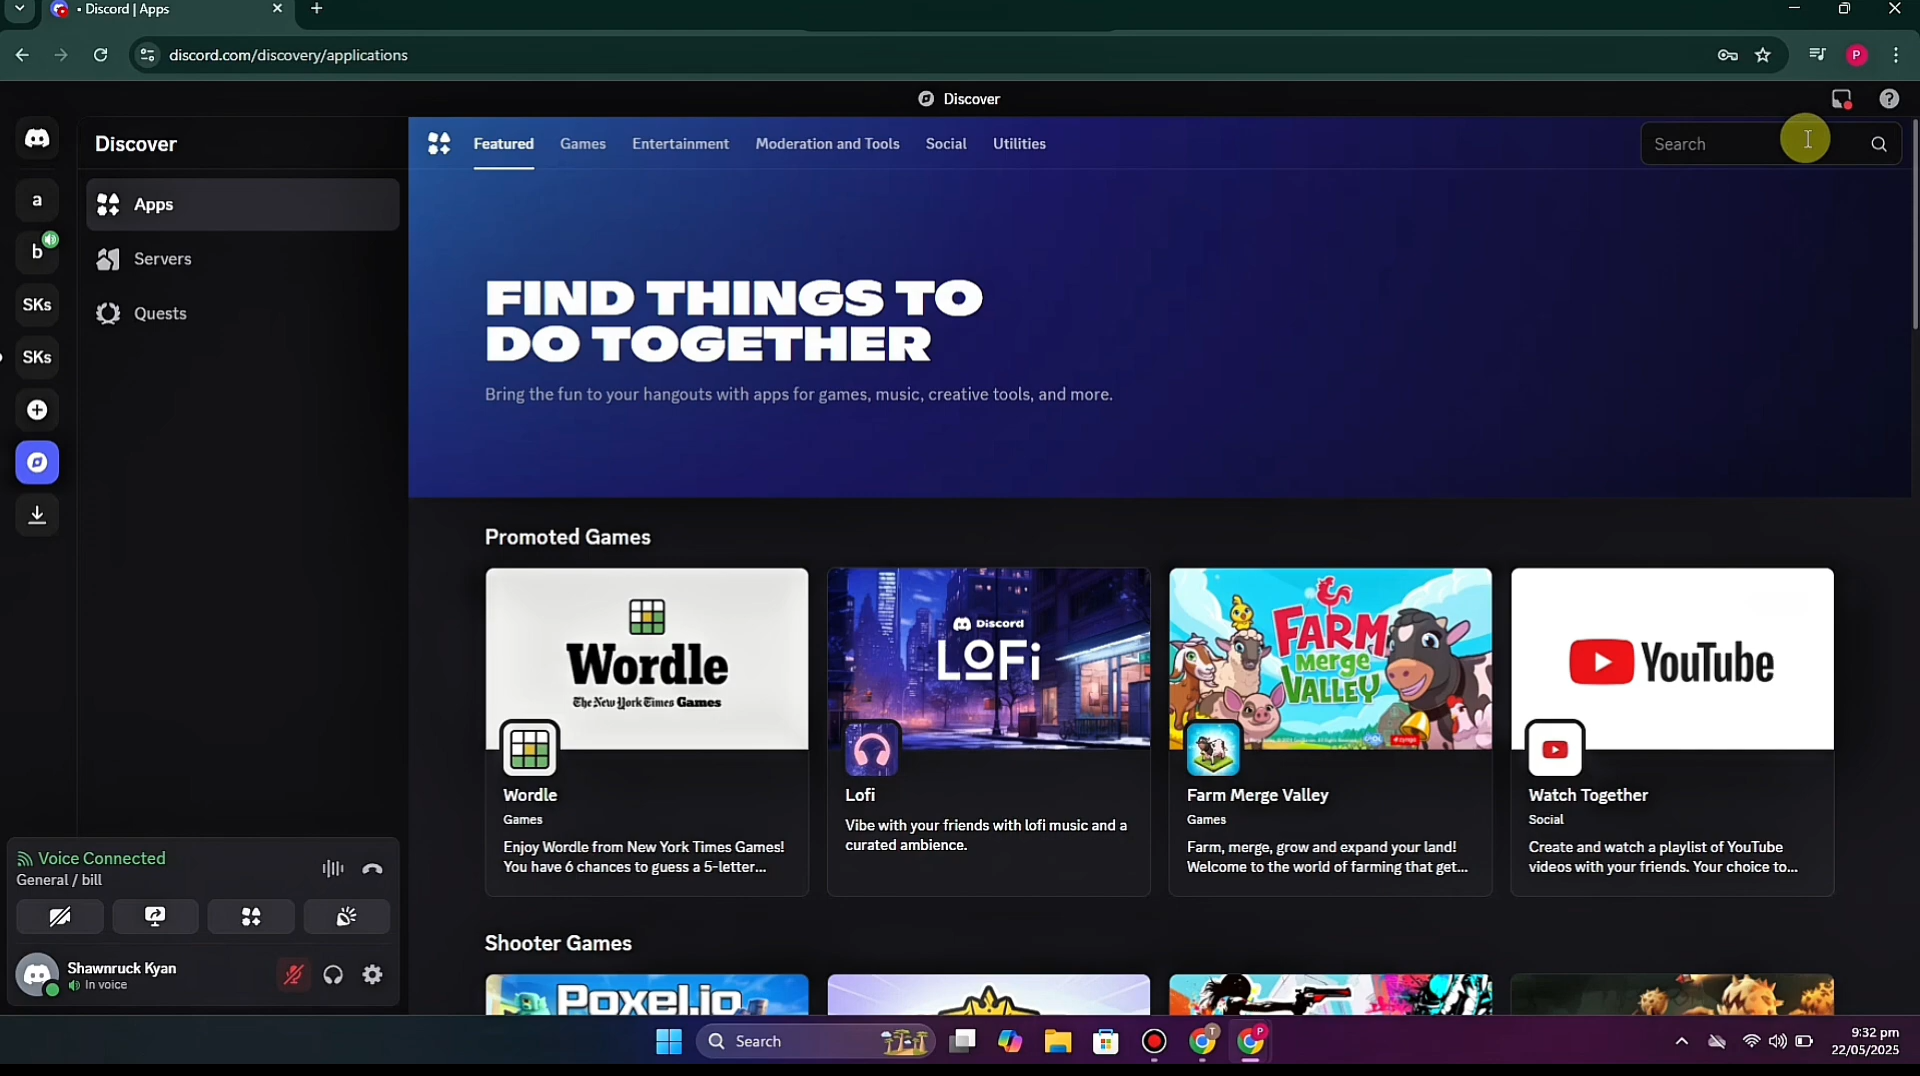 • Discord | Apps
discord.com/discovery/applications
P
Discover
Discover
a
b
SKs
SKs
Apps
Servers
Quests
Featured
Games
Entertainment
Moderation and Tools
Social
Utilities
Search
FIND THINGS TO
DO TOGETHER
Bring the fun to your hangouts with apps for games, music, creative tools, and more.
Promoted Games
Wordle
The New York Times Games
Wordle
Games
Enjoy Wordle from New York Times Games!
You have 6 chances to guess a 5-letter...
Discord
LOFi
Lofi
Vibe with your friends with lofi music and a
curated ambience.
FARM
MERGE
VALLEY
Farm Merge Valley
Games
Farm, merge, grow and expand your land!
Welcome to the world of farming that get...
YouTube
Watch Together
Social
Create and watch a playlist of YouTube
videos with your friends. Your choice to...
Shooter Games
Poxel.io
Voice Connected
General / bill
Shawnruck Kyan
In voice
Search
T
P
9:32 pm
22/05/2025